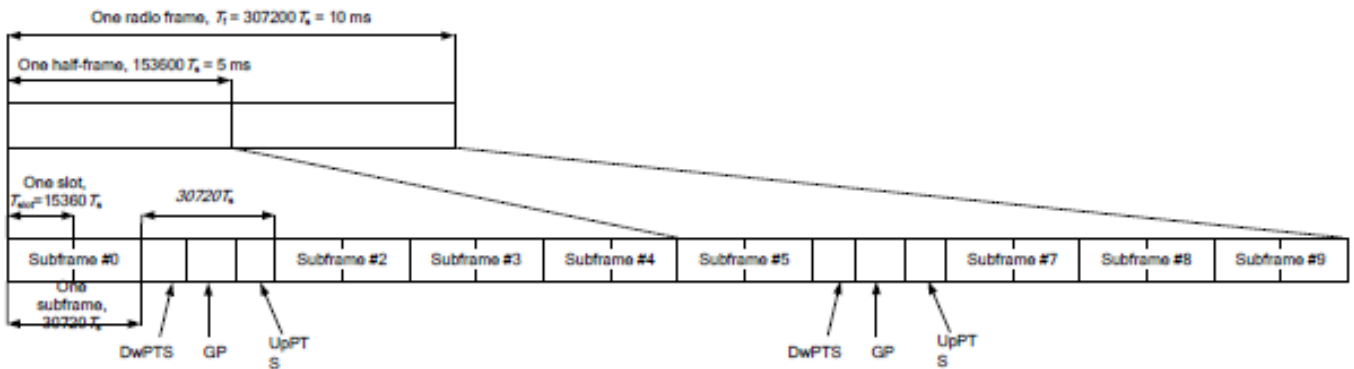 One radio frame, Tf = 307200 Ts = 10 ms
One half-frame, 153600 Ts = 5 ms
One slot,
Tslot=15360 Ts
30720Ts
Subframe #0
Subframe #2
Subframe #3
Subframe #4
Subframe #5
Subframe #7
Subframe #8
Subframe #9
One
subframe,
30720 Ts
DwPTS
GP
UpPT
S
DwPTS
GP
UpPT
S